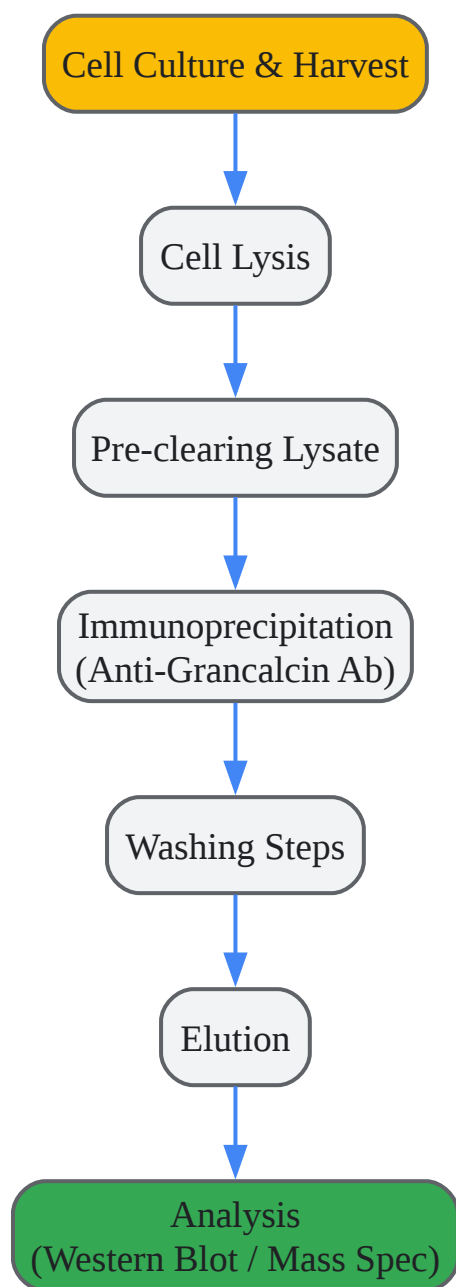 Cell Culture & Harvest
Cell Lysis
Pre-clearing Lysate
Immunoprecipitation
(Anti-Grancalcin Ab)
Washing Steps
Elution
Analysis
(Western Blot / Mass Spec)